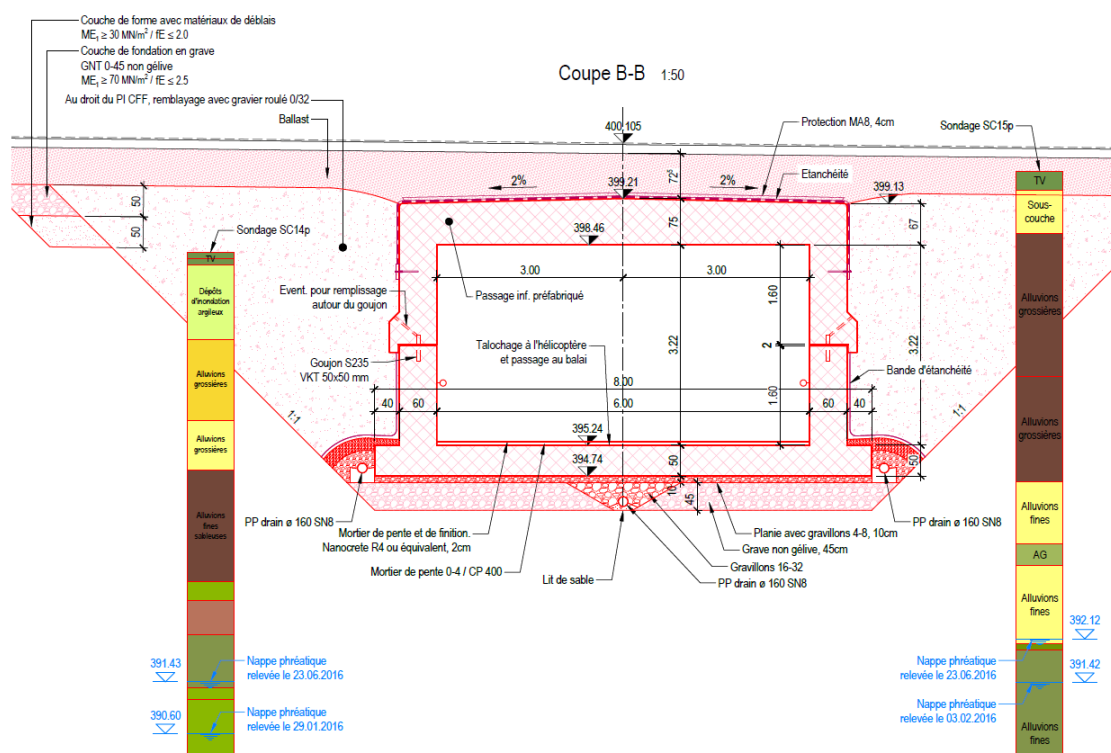 Couche de forme avec matériaux de déblais
ME₁ ≥ 30 MN/m² / fE ≤ 2.0
Couche de fondation en grave
GNT 0-45 non gélive
ME₁ ≥ 70 MN/m² / fE ≤ 2.5
Au droit du PI CFF, remblayage avec gravier roulé 0/32
Ballast
Coupe B-B 1:50
400.105
Protection MA8, 4cm
Sondage SC15p
Etanchéité
2%
399.21
2%
72⁵
399.13
TV
Sous-
couche
50
50
75
67
Sondage SC14p
TV
398.46
3.00
3.00
Passage inf. préfabriqué
Event. pour remplissage
autour du goujon
Dépôts
d'inondation
argileux
1.60
Alluvions
grossières
Talochage à l'hélicoptère
et passage au balai
3.22
2
3.22
Goujon S235
VKT 50x50 mm
Bande d'étanchéité
Alluvions
grossières
8.00
1.60
Alluvions
grossières
40
60
6.00
60
40
1:1
1:1
Alluvions
grossières
395.24
394.74
50
50
10
45
PP drain ø 160 SN8
PP drain ø 160 SN8
Alluvions
fines
sableuses
Alluvions
fines
Mortier de pente et de finition.
Nanocrete R4 ou équivalent, 2cm
Planie avec gravillons 4-8, 10cm
Grave non gélive, 45cm
Mortier de pente 0-4 / CP 400
Gravillons 16-32
Lit de sable
PP drain ø 160 SN8
AG
Alluvions
fines
392.12
391.43
Nappe phréatique
relevée le 23.06.2016
Nappe phréatique
relevée le 23.06.2016
391.42
390.60
Nappe phréatique
relevée le 29.01.2016
Nappe phréatique
relevée le 03.02.2016
Alluvions
fines